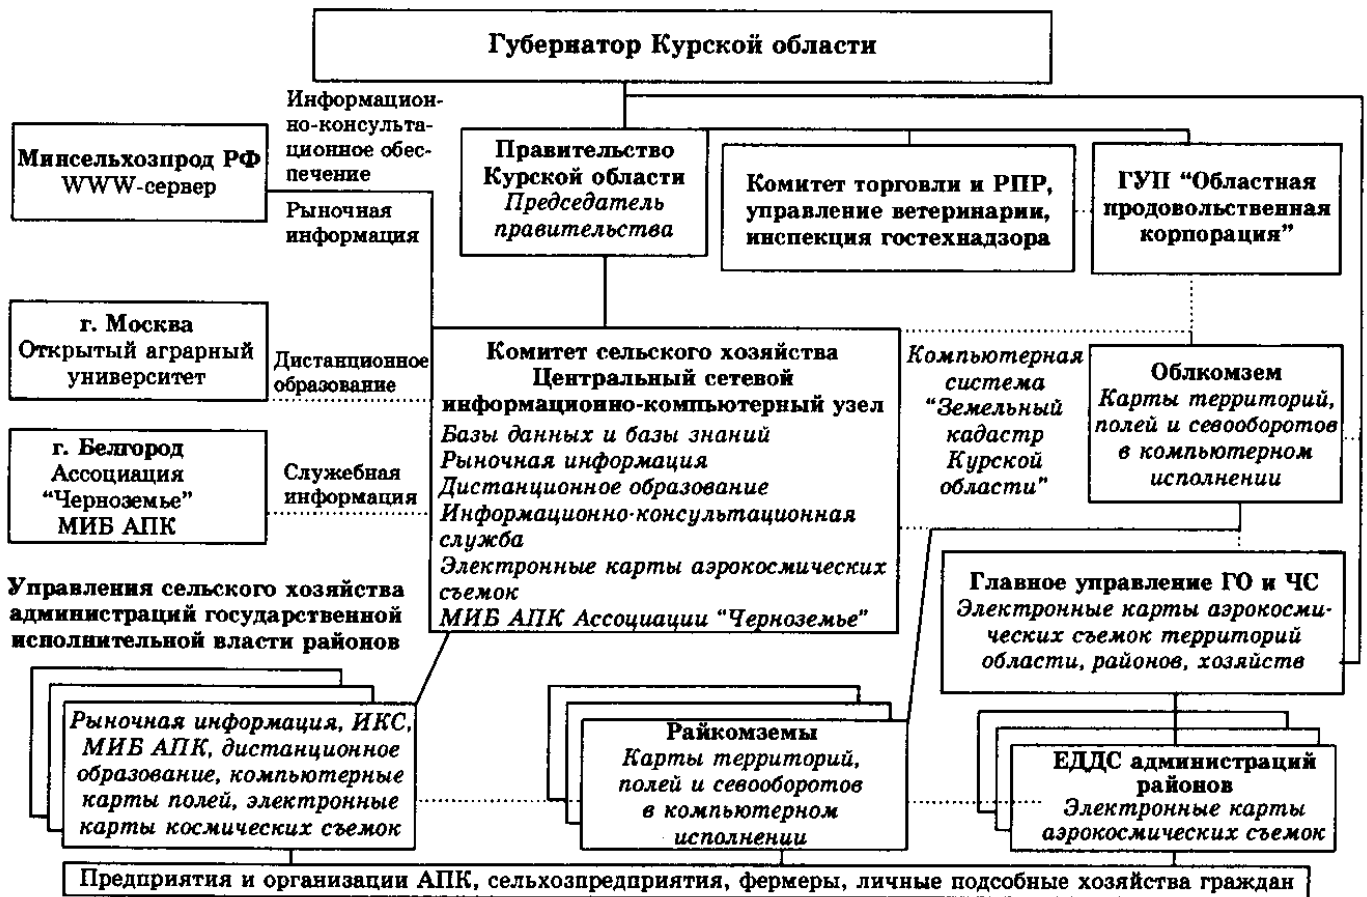 Губернатор Курской области
Информацион-
но-консульта-
ционное обес-
печение
Минсельхозпрод РФ
WWW-сервер
Рыночная
информация
Правительство
Курской области
Председатель
правительства
Комитет торговли и РПР,
управление ветеринарии,
инспекция гостехнадзора
ГУП “Областная
продовольственная
корпорация”
г. Москва
Открытый аграрный
университет
Дистанционное
образование
г. Белгород
Ассоциация
“Черноземье”
МИБ АПК
Служебная
информация
Комитет сельского хозяйства
Центральный сетевой
информационно-компьютерный узел
Базы данных и базы знаний
Рыночная информация
Дистанционное образование
Информационно-консультационная
служба
Электронные карты аэрокосмических
съемок
МИБ АПК Ассоциации “Черноземье”
Компьютерная
система
“Земельный
кадастр
Курской
области”
Облкомзем
Карты территорий,
полей и севооборотов
в компьютерном
исполнении
Управления сельского хозяйства
администраций государственной
исполнительной власти районов
Главное управление ГО и ЧС
Электронные карты аэрокосми-
ческих съемок территорий
области, районов, хозяйств
Рыночная информация, ИКС,
МИБ АПК, дистанционное
образование, компьютерные
карты полей, электронные
карты космических съемок
Райкомземы
Карты территорий,
полей и севооборотов
в компьютерном
исполнении
ЕДДС администраций
районов
Электронные карты
аэрокосмических съемок
Предприятия и организации АПК, сельхозпредприятия, фермеры, личные подсобные хозяйства граждан